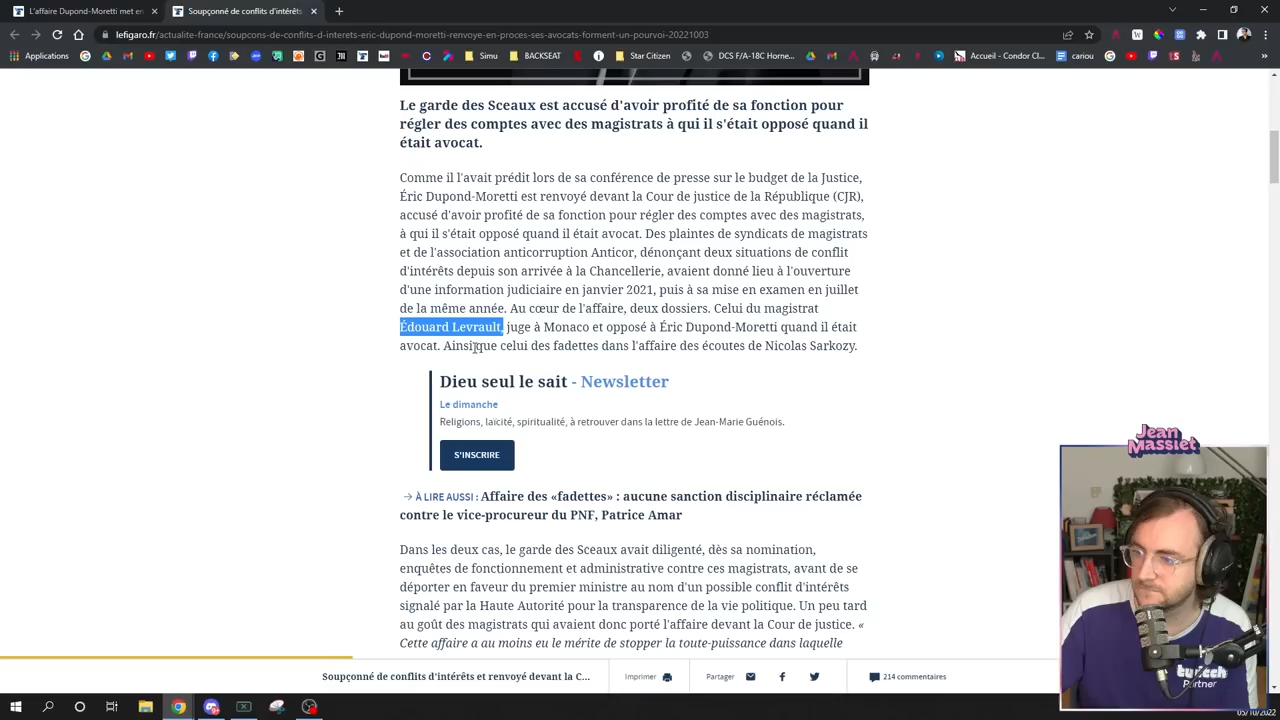 L'affaire Dupond-Moretti met en
Soupçonné de conflits d'intérêts
lefigaro.fr/actualite-france/soupcons-de-conflits-d-interets-eric-dupond-moretti-renvoye-en-proces-ses-avocats-forment-un-pourvoi-20221003
Applications
Simu
BACKSEAT
Star Citizen
DCS F/A-18C Horne...
Accueil - Condor Cl...
cariou
Le garde des Sceaux est accusé d'avoir profité de sa fonction pour
régler des comptes avec des magistrats à qui il s'était opposé quand il
était avocat.
Comme il l'avait prédit lors de sa conférence de presse sur le budget de la Justice,
Éric Dupond-Moretti est renvoyé devant la Cour de justice de la République (CJR),
accusé d'avoir profité de sa fonction pour régler des comptes avec des magistrats,
à qui il s'était opposé quand il était avocat. Des plaintes de syndicats de magistrats
et de l'association anticorruption Anticor, dénonçant deux situations de conflit
d'intérêts depuis son arrivée à la Chancellerie, avaient donné lieu à l'ouverture
d'une information judiciaire en janvier 2021, puis à sa mise en examen en juillet
de la même année. Au cœur de l'affaire, deux dossiers. Celui du magistrat
Édouard Levrault, juge à Monaco et opposé à Éric Dupond-Moretti quand il était
avocat. Ainsi que celui des fadettes dans l'affaire des écoutes de Nicolas Sarkozy.
Dieu seul le sait - Newsletter
Le dimanche
Religions, laïcité, spiritualité, à retrouver dans la lettre de Jean-Marie Guénois.
S'INSCRIRE
→ À LIRE AUSSI : Affaire des «fadettes» : aucune sanction disciplinaire réclamée
contre le vice-procureur du PNF, Patrice Amar
Dans les deux cas, le garde des Sceaux avait diligenté, dès sa nomination,
enquêtes de fonctionnement et administrative contre ces magistrats, avant de se
déporter en faveur du premier ministre au nom d'un possible conflit d'intérêts
signalé par la Haute Autorité pour la transparence de la vie politique. Un peu tard
au goût des magistrats qui avaient donc porté l'affaire devant la Cour de justice. «
Cette affaire a au moins eu le mérite de stopper la toute-puissance dans laquelle
Soupçonné de conflits d'intérêts et renvoyé devant la C...
Imprimer
Partager
214 commentaires
Jean
Massiet
twitch
Partner
05/10/2022